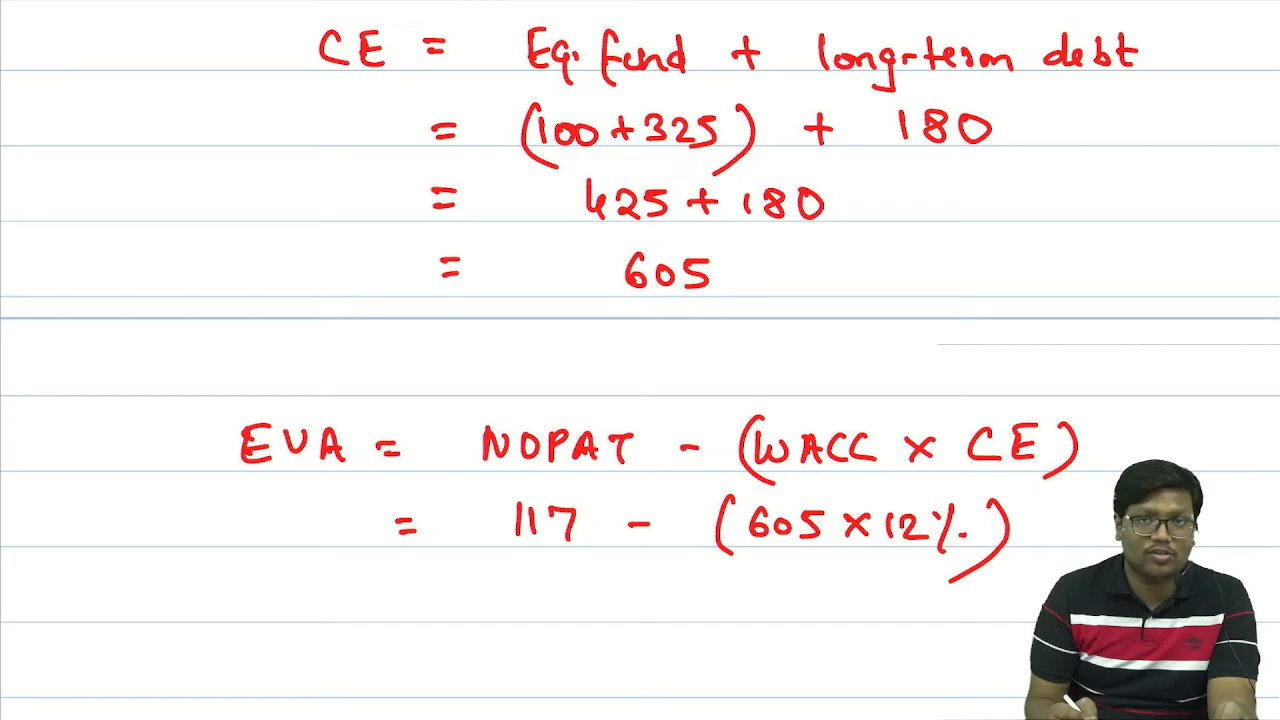 CE = Eq. fund + long-term debt
= (100+325) + 180
= 425 + 180
= 605
EVA = NOPAT - (WACC × CE)
= 117 - (605 × 12%)